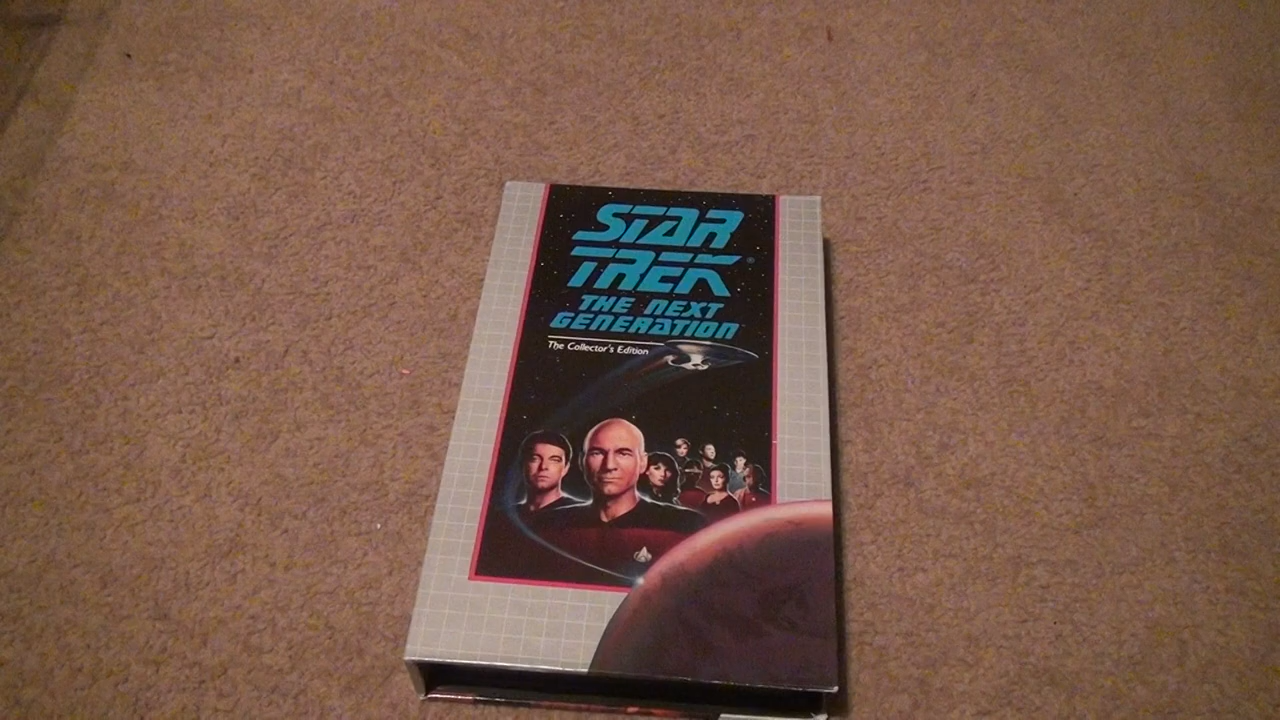 STAR
TREK®
THE NEXT
GENERATION
The Collector's Edition